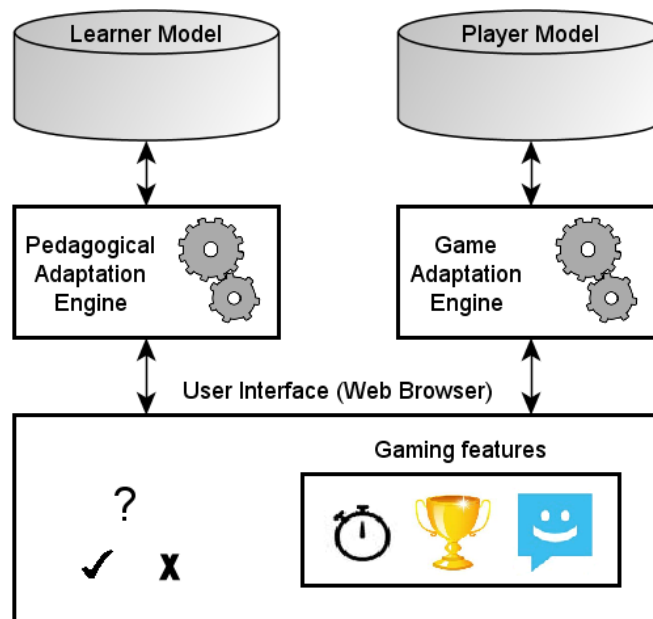 Learner Model
Player Model
Pedagogical
Adaptation
Engine
Game
Adaptation
Engine
User Interface (Web Browser)
Gaming features
?
✓ x